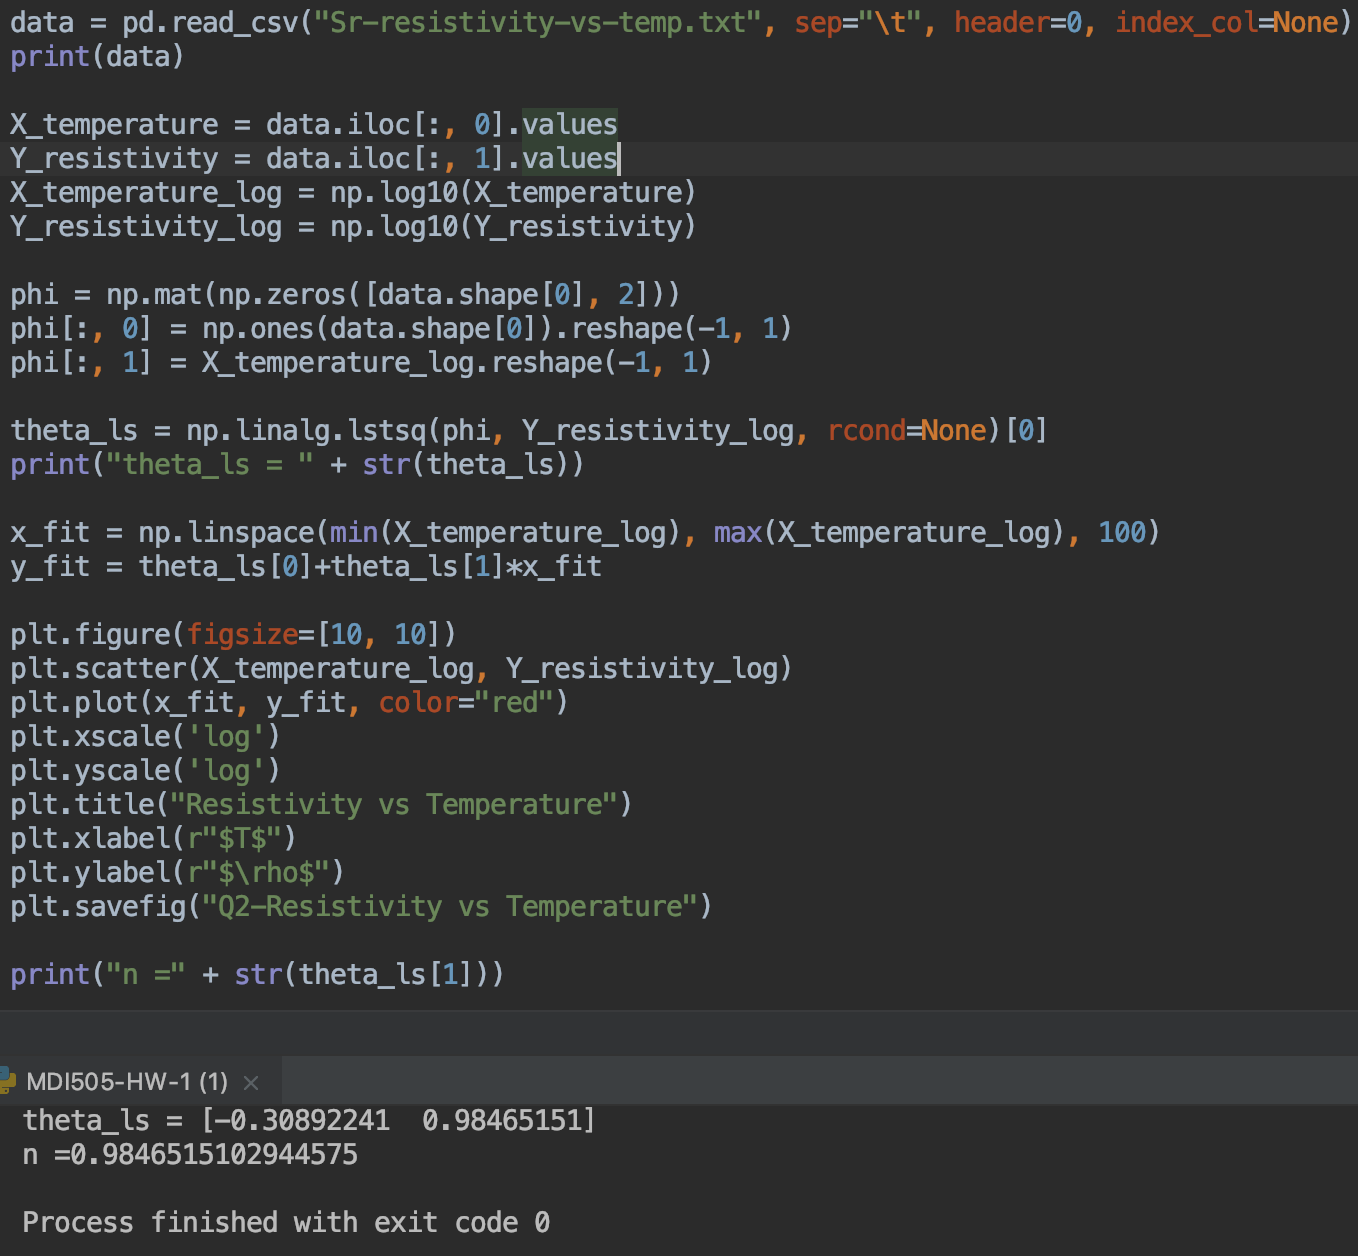 data = pd.read_csv("Sr-resistivity-vs-temp.txt", sep="\t", header=0, index_col=None)
print(data)
X_temperature = data.iloc[:, 0].values
Y_resistivity = data.iloc[:, 1].values
X_temperature_log = np.log10(X_temperature)
Y_resistivity_log = np.log10(Y_resistivity)
phi = np.mat(np.zeros([data.shape[0], 2]))
phi[:, 0] = np.ones(data.shape[0]).reshape(-1, 1)
phi[:, 1] = X_temperature_log.reshape(-1, 1)
theta_ls = np.linalg.lstsq(phi, Y_resistivity_log, rcond=None)[0]
print("theta_ls = " + str(theta_ls))
x_fit = np.linspace(min(X_temperature_log), max(X_temperature_log), 100)
y_fit = theta_ls[0]+theta_ls[1]*x_fit
plt.figure(figsize=[10, 10])
plt.scatter(X_temperature_log, Y_resistivity_log)
plt.plot(x_fit, y_fit, color="red")
plt.xscale('log')
plt.yscale('log')
plt.title("Resistivity vs Temperature")
plt.xlabel(r"$T$")
plt.ylabel(r"$\rho$")
plt.savefig("Q2-Resistivity vs Temperature")
print("n =" + str(theta_ls[1]))
MDI505-HW-1 (1) ×
theta_ls = [-0.30892241  0.98465151]
n =0.9846515102944575
Process finished with exit code 0